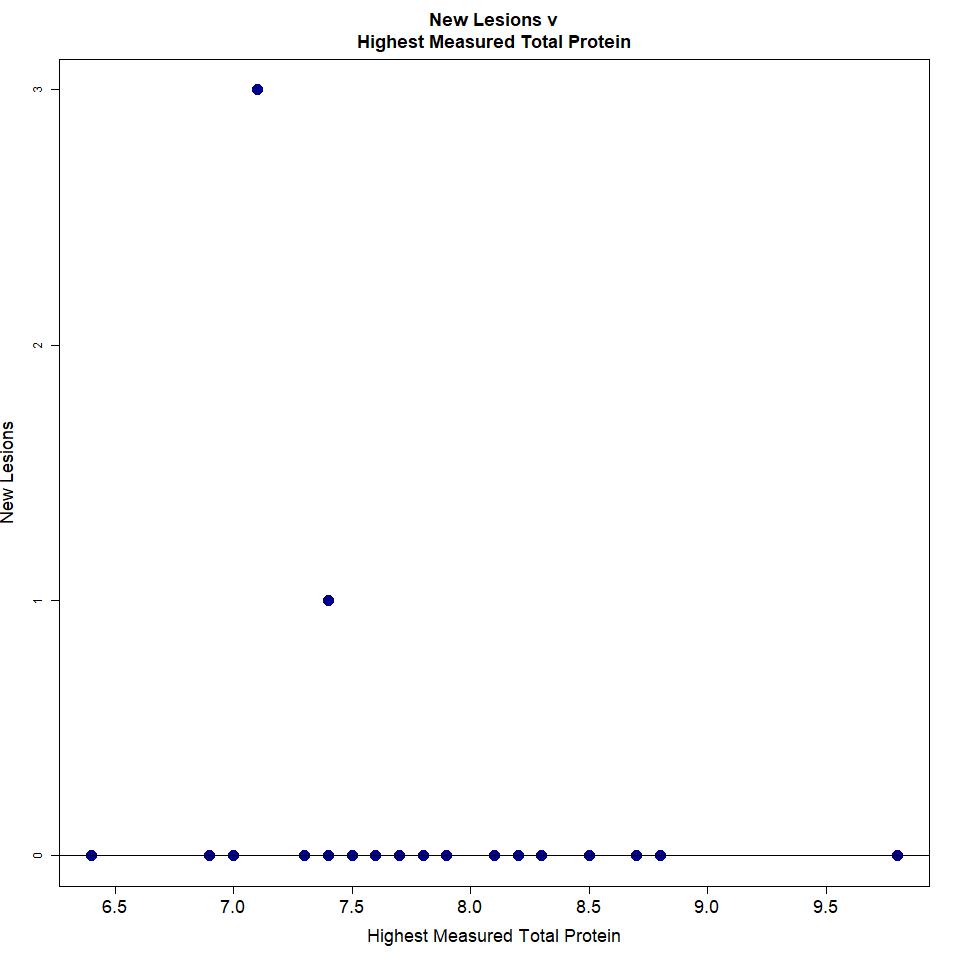 New Lesions v
Highest Measured Total Protein
3
2
1
0
New Lesions
6.5 7.0 7.5 8.0 8.5 9.0 9.5
Highest Measured Total Protein